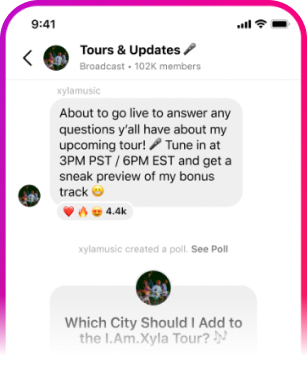 9:41
Tours & Updates 🎤
Broadcast • 102K members
xylamusic
About to go live to answer any
questions y'all have about my
upcoming tour! 🎤 Tune in at
3PM PST / 6PM EST and get a
sneak preview of my bonus
track 😁
❤️🔥😍 4.4k
xylamusic created a poll. See Poll
Which City Should I Add to
the I.Am.Xyla Tour? 🎶